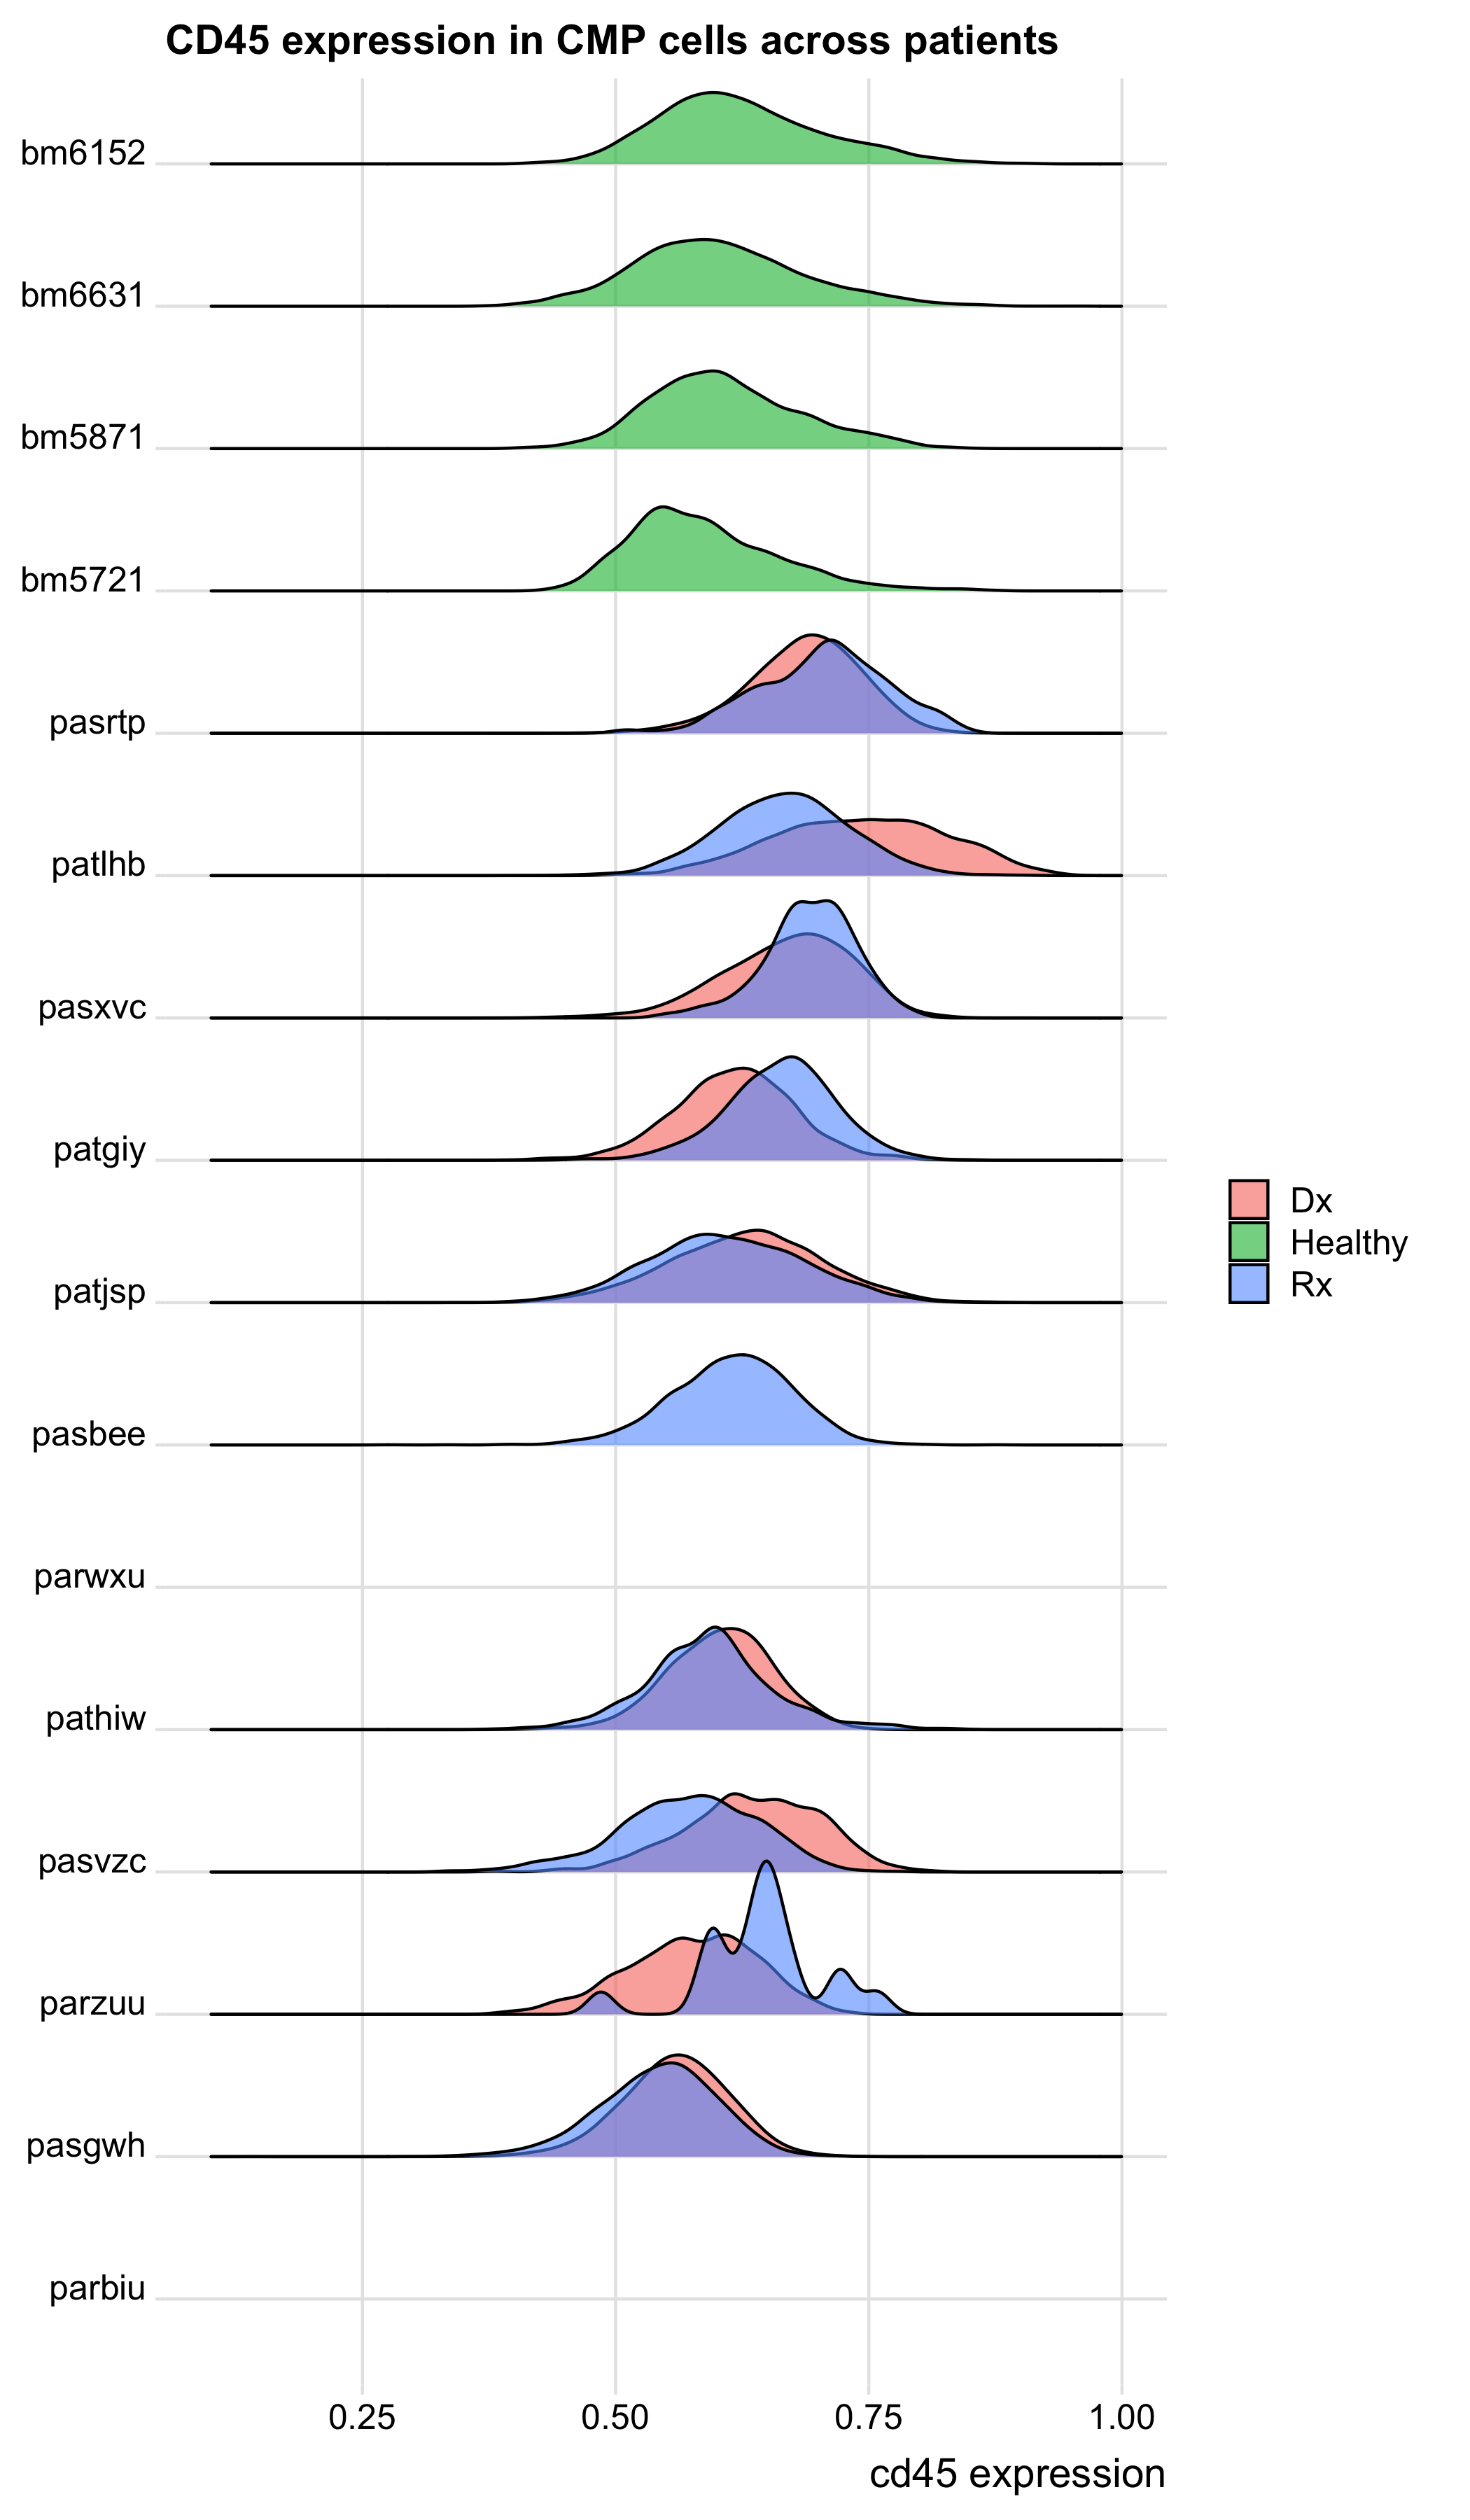 CD45 expression in CMP cells across patients
bm6152
bm6631
bm5871
bm5721
pasrtp
patlhb
pasxvc
patgiy
Dx
Healthy
patjsp
Rx
pasbee
parwxu
pathiw
pasvzc
parzuu
pasgwh
parbiu
0.25 0.50 0.75 1.00
cd45 expression